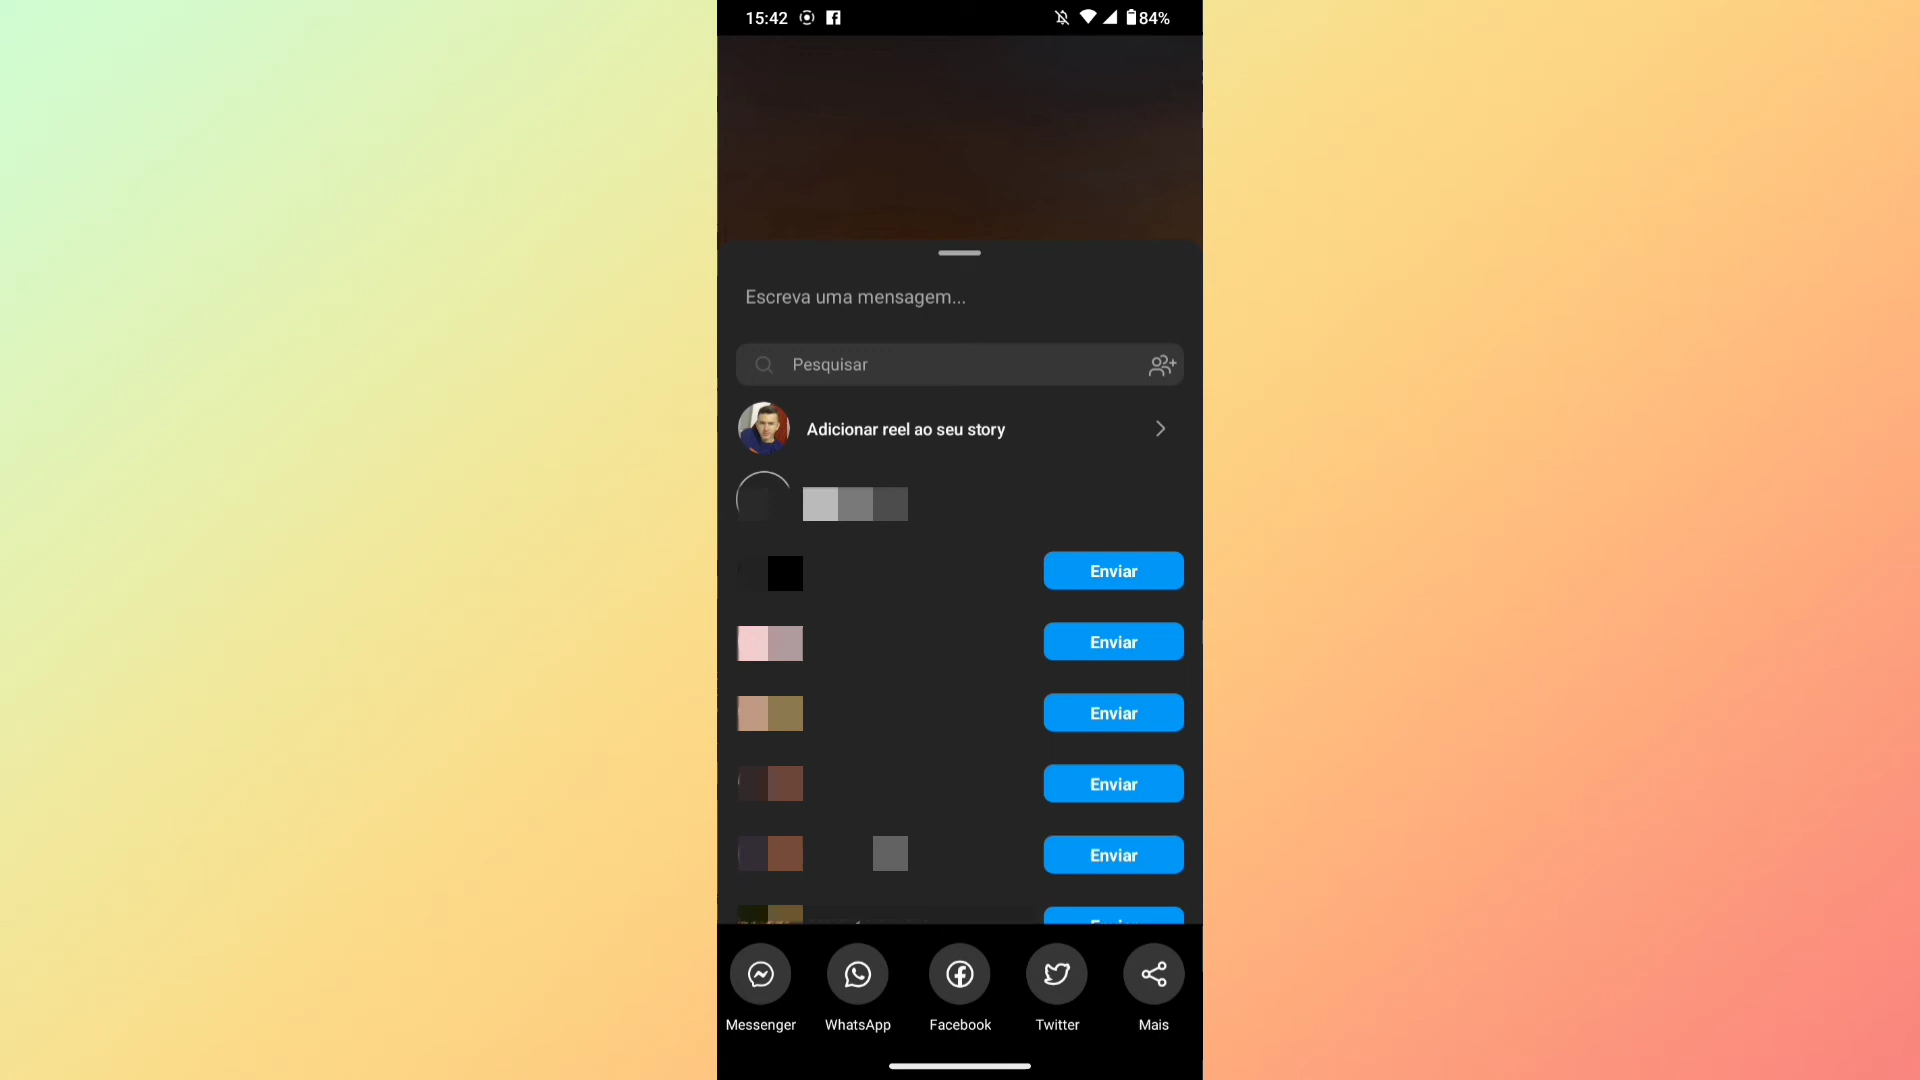 15:42
84%
Escreva uma mensagem...
Pesquisar
Adicionar reel ao seu story
Enviar
Enviar
Enviar
Enviar
Enviar
Messenger
WhatsApp
Facebook
Twitter
Mais